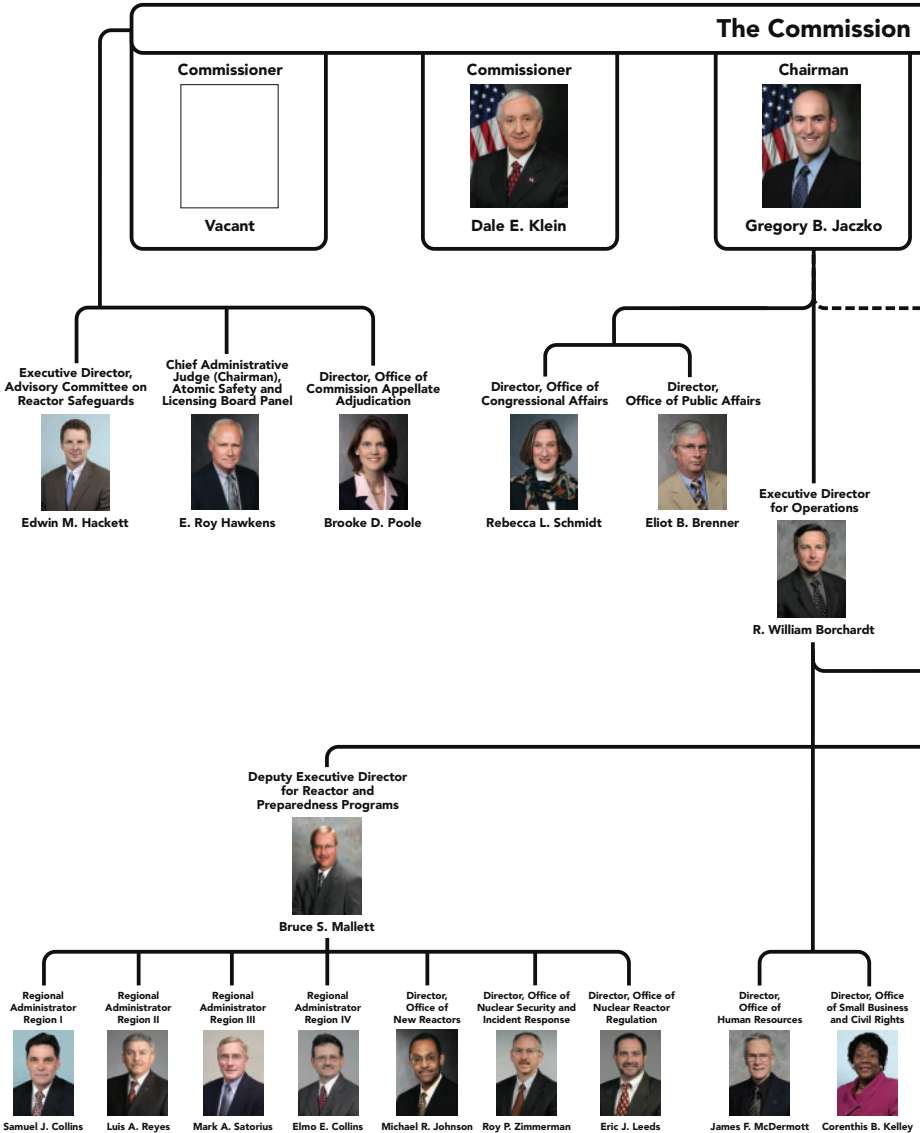 The Commission
Commissioner
Vacant
Commissioner
Dale E. Klein
Chairman
Gregory B. Jaczko
Executive Director,
Advisory Committee on
Reactor Safeguards
Edwin M. Hackett
Chief Administrative
Judge (Chairman),
Atomic Safety and
Licensing Board Panel
E. Roy Hawkens
Director, Office of
Commission Appellate
Adjudication
Brooke D. Poole
Director, Office of
Congressional Affairs
Rebecca L. Schmidt
Director,
Office of Public Affairs
Eliot B. Brenner
Executive Director
for Operations
R. William Borchardt
Deputy Executive Director
for Reactor and
Preparedness Programs
Bruce S. Mallett
Regional
Administrator
Region I
Samuel J. Collins
Regional
Administrator
Region II
Luis A. Reyes
Regional
Administrator
Region III
Mark A. Satorius
Regional
Administrator
Region IV
Elmo E. Collins
Director,
Office of
New Reactors
Michael R. Johnson
Director, Office of
Nuclear Security and
Incident Response
Roy P. Zimmerman
Director, Office of
Nuclear Reactor
Regulation
Eric J. Leeds
Director,
Office of
Human Resources
James F. McDermott
Director, Office
of Small Business
and Civil Rights
Corenthis B. Kelley